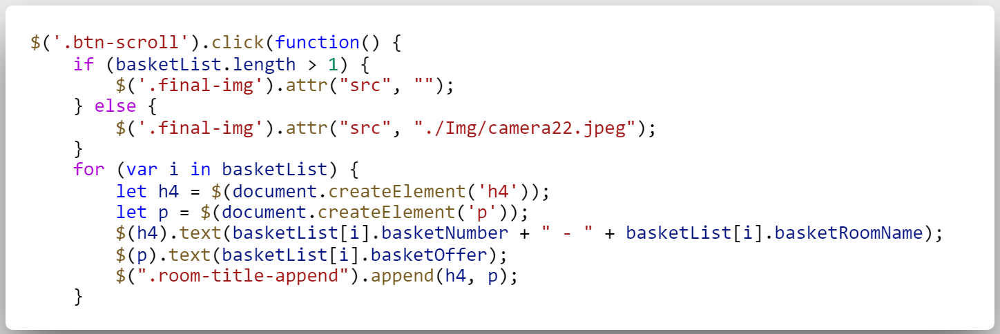 $('.btn-scroll').click(function() {
    if (basketList.length > 1) {
        $('.final-img').attr("src", "");
    } else {
        $('.final-img').attr("src", "./Img/camera22.jpeg");
    }
    for (var i in basketList) {
        let h4 = $(document.createElement('h4'));
        let p = $(document.createElement('p'));
        $(h4).text(basketList[i].basketNumber + " - " + basketList[i].basketRoomName);
        $(p).text(basketList[i].basketOffer);
        $(".room-title-append").append(h4, p);
    }